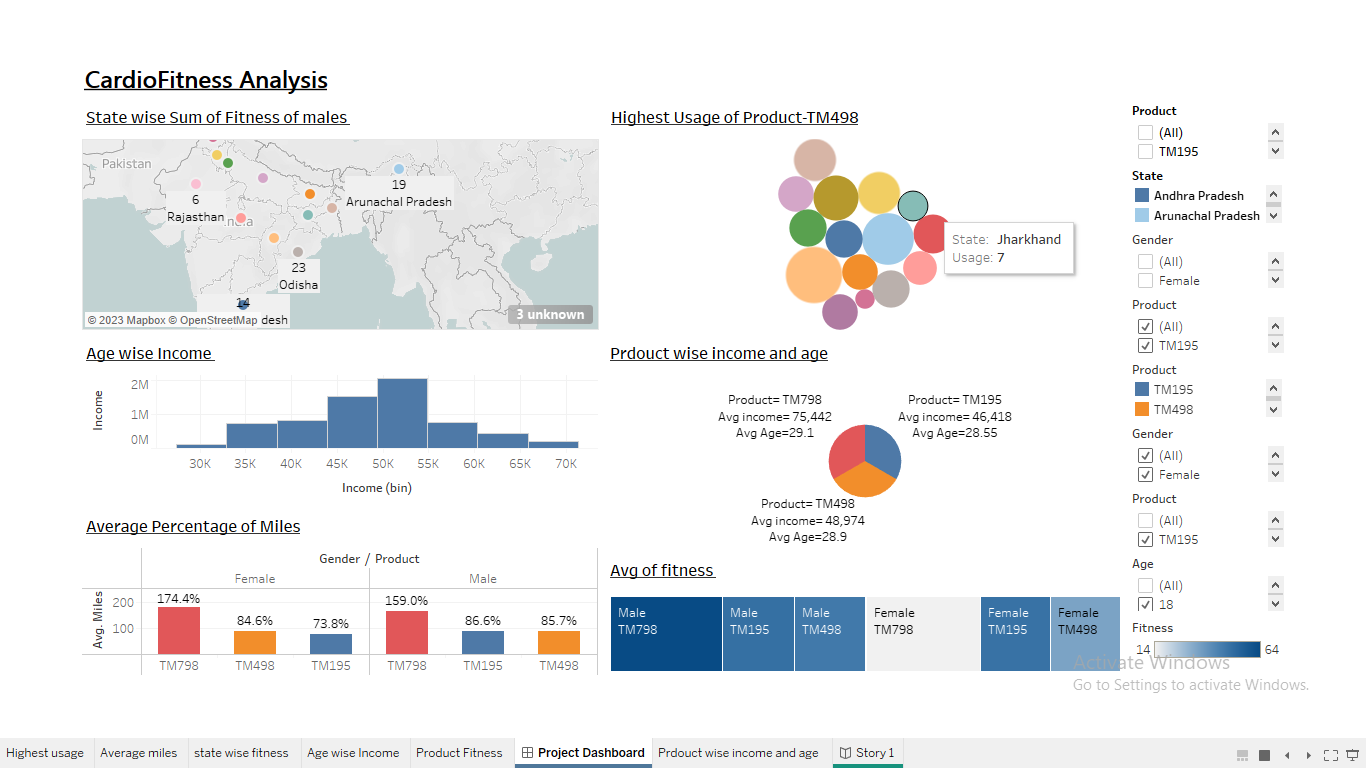 CardioFitness Analysis
State wise Sum of Fitness of males
Pakistan
6
Rajasthan
19
Arunachal Pradesh
23
Odisha
14
desh
3 unknown
© 2023 Mapbox © OpenStreetMap
Highest Usage of Product-TM498
State: Jharkhand
Usage: 7
Age wise Income
Income
2M
1M
0M
30K 35K 40K 45K 50K 55K 60K 65K 70K
Income (bin)
Prdouct wise income and age
Product= TM798
Avg income= 75,442
Avg Age=29.1
Product= TM195
Avg income= 46,418
Avg Age=28.55
Product= TM498
Avg income= 48,974
Avg Age=28.9
Average Percentage of Miles
Gender / Product
Female Male
Avg. Miles
200
100
174.4% 84.6% 73.8% 159.0% 86.6% 85.7%
TM798 TM498 TM195 TM798 TM195 TM498
Avg of fitness
Male
TM798
Male
TM195
Male
TM498
Female
TM798
Female
TM195
Female
TM498
Product
(All)
TM195
State
Andhra Pradesh
Arunachal Pradesh
Gender
(All)
Female
Product
(All)
TM195
Product
TM195
TM498
Gender
(All)
Female
Product
(All)
TM195
Age
(All)
18
Fitness
14 64
Activate Windows
Go to Settings to activate Windows.
Highest usage Average miles state wise fitness Age wise Income Product Fitness Project Dashboard Prdouct wise income and age Story 1